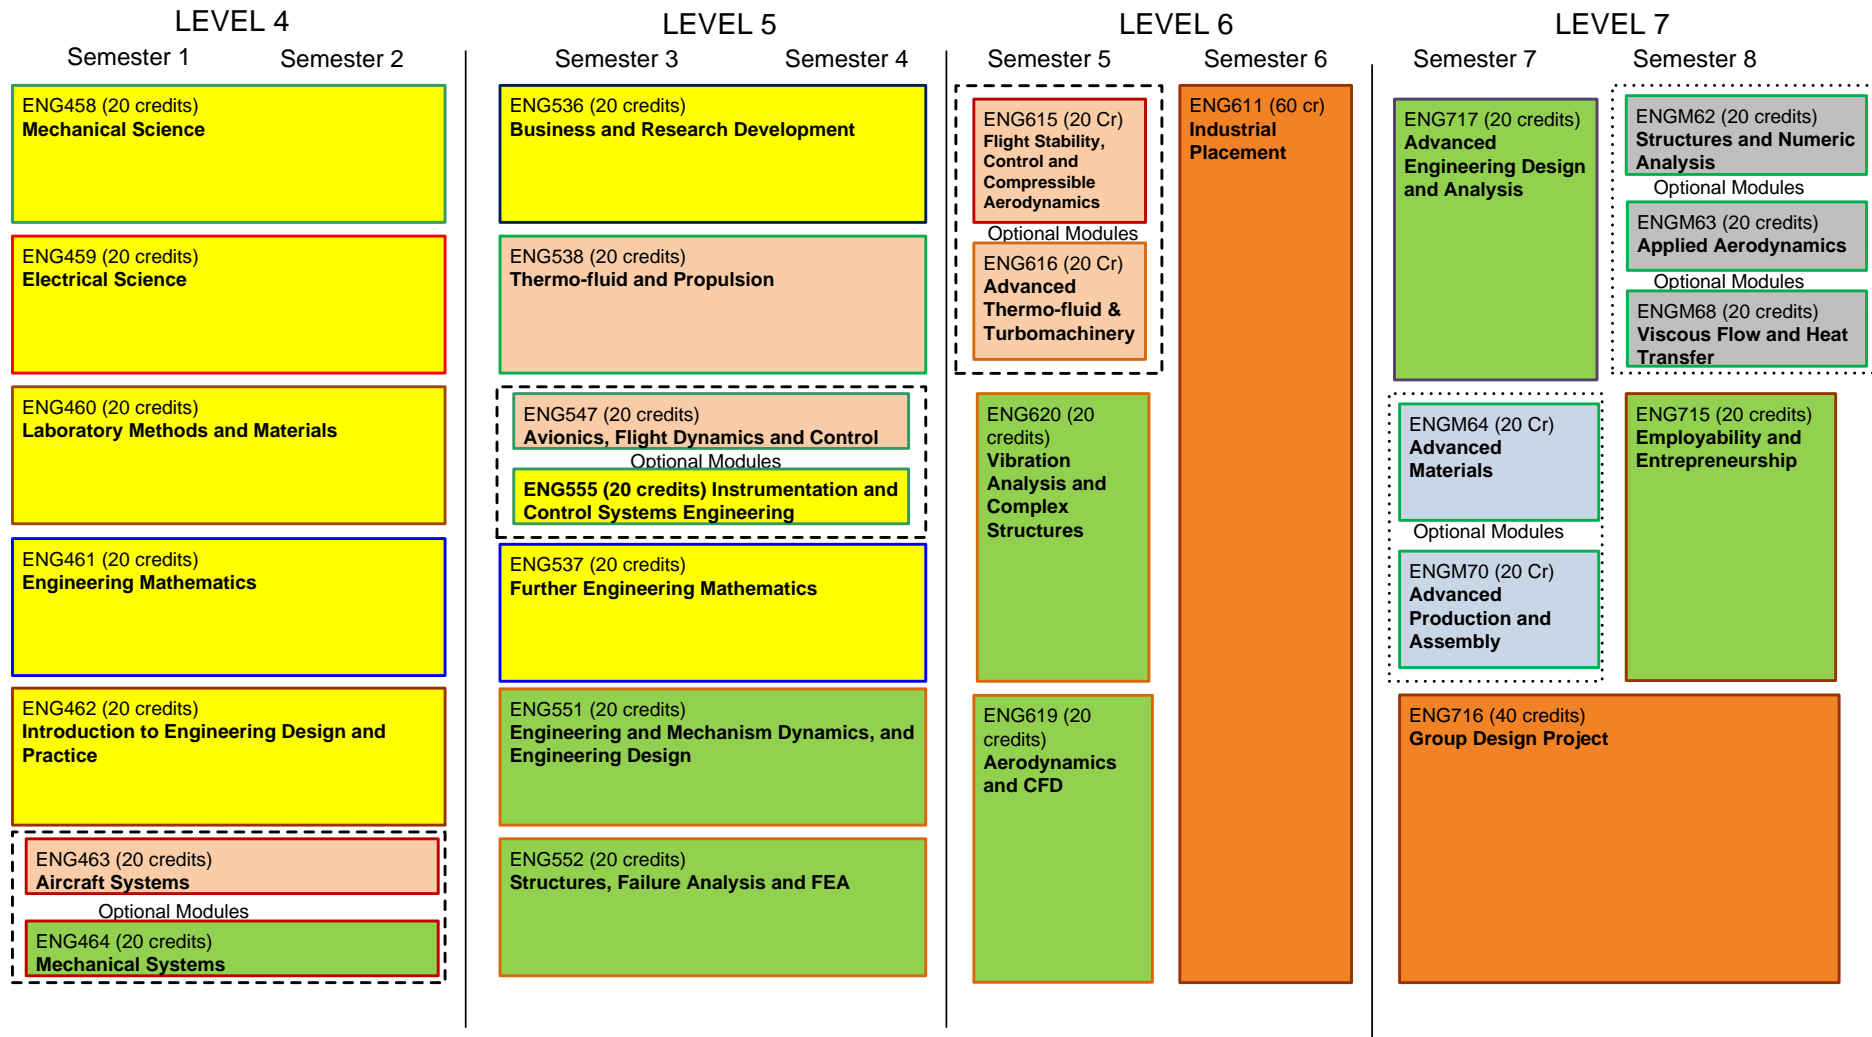 LEVEL 4
Semester 1
Semester 2
ENG458 (20 credits)
Mechanical Science
ENG459 (20 credits)
Electrical Science
ENG460 (20 credits)
Laboratory Methods and Materials
ENG461 (20 credits)
Engineering Mathematics
ENG462 (20 credits)
Introduction to Engineering Design and
Practice
ENG463 (20 credits)
Aircraft Systems
Optional Modules
ENG464 (20 credits)
Mechanical Systems
LEVEL 5
Semester 3
Semester 4
ENG536 (20 credits)
Business and Research Development
ENG538 (20 credits)
Thermo-fluid and Propulsion
ENG547 (20 credits)
Avionics, Flight Dynamics and Control
Optional Modules
ENG555 (20 credits) Instrumentation and
Control Systems Engineering
ENG537 (20 credits)
Further Engineering Mathematics
ENG551 (20 credits)
Engineering and Mechanism Dynamics, and
Engineering Design
ENG552 (20 credits)
Structures, Failure Analysis and FEA
LEVEL 6
Semester 5
Semester 6
ENG615 (20 Cr)
Flight Stability,
Control and
Compressible
Aerodynamics
Optional Modules
ENG616 (20 Cr)
Advanced
Thermo-fluid &
Turbomachinery
ENG620 (20
credits)
Vibration
Analysis and
Complex
Structures
ENG619 (20
credits)
Aerodynamics
and CFD
ENG611 (60 cr)
Industrial
Placement
LEVEL 7
Semester 7
Semester 8
ENG717 (20 credits)
Advanced
Engineering Design
and Analysis
ENGM64 (20 Cr)
Advanced
Materials
Optional Modules
ENGM70 (20 Cr)
Advanced
Production and
Assembly
ENGM62 (20 credits)
Structures and Numeric
Analysis
Optional Modules
ENGM63 (20 credits)
Applied Aerodynamics
Optional Modules
ENGM68 (20 credits)
Viscous Flow and Heat
Transfer
ENG715 (20 credits)
Employability and
Entrepreneurship
ENG716 (40 credits)
Group Design Project